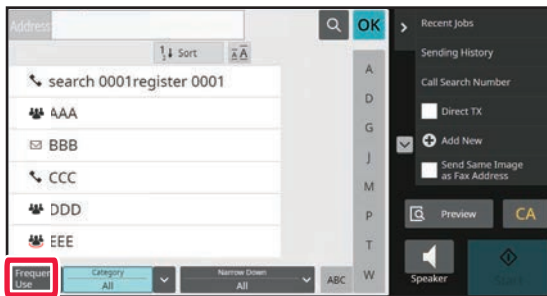 Address
OK
1↓ Sort
A A
search 0001register 0001
AAA
BBB
CCC
DDD
EEE
A
D
G
J
M
P
T
W
Frequen
Use
Category
All
Narrow Down
All
ABC
Recent Jobs
Sending History
Call Search Number
Direct TX
Add New
Send Same Image
as Fax Address
Preview
CA
Speaker
Start